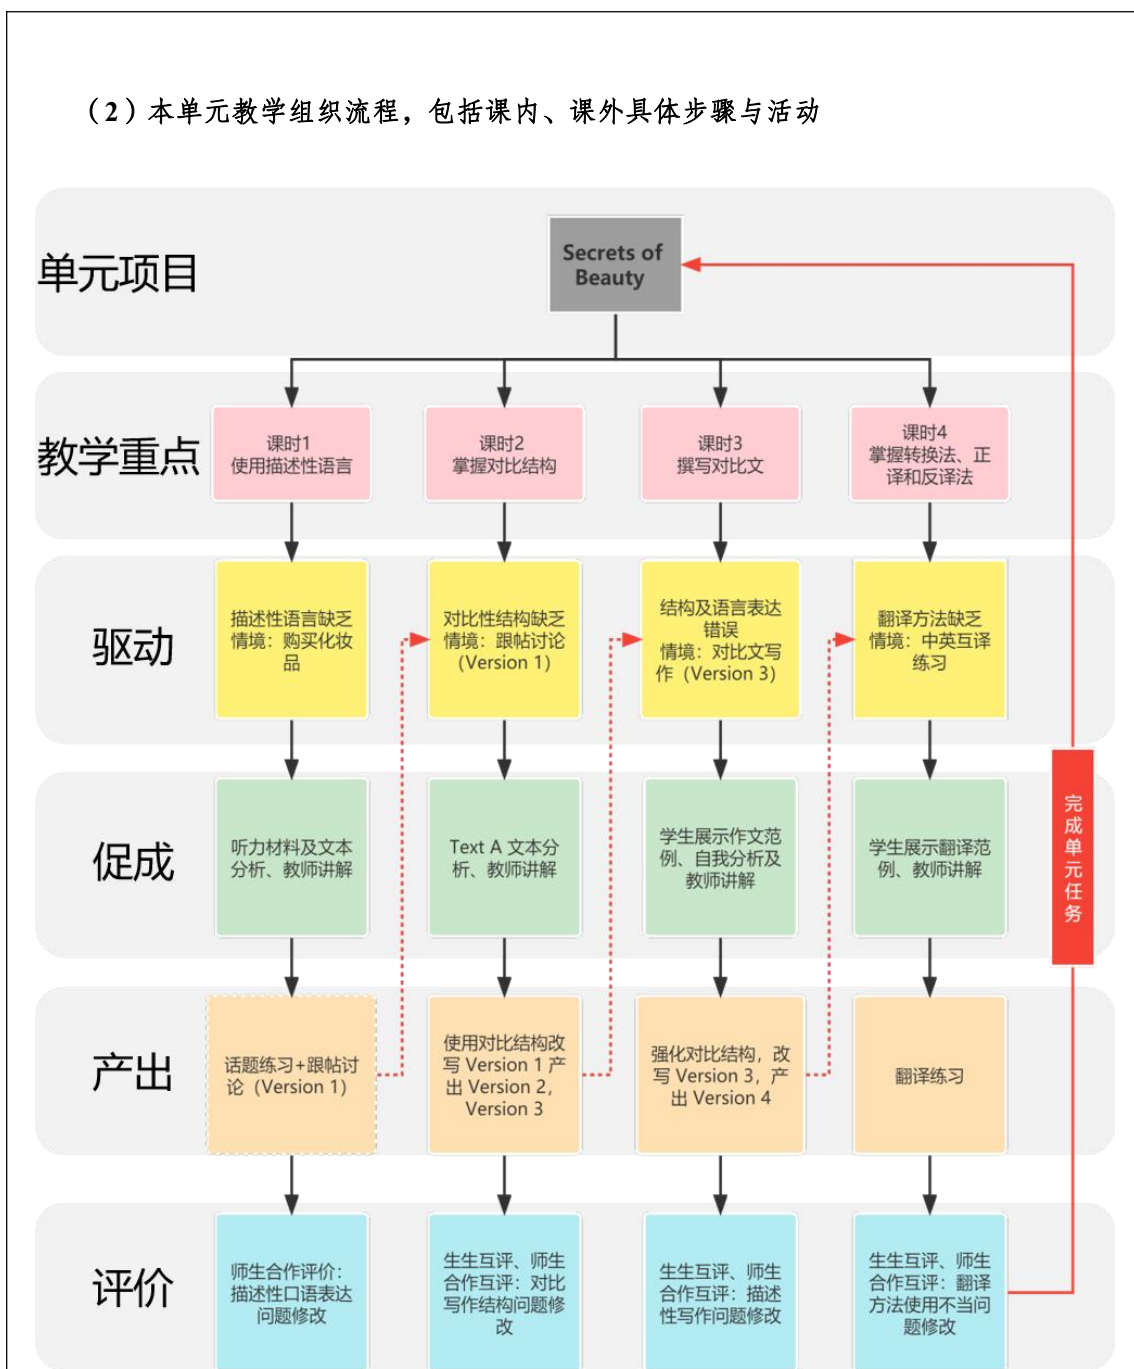 （2）本单元教学组织流程，包括课内、课外具体步骤与活动
单元项目
Secrets of
Beauty
教学重点
课时1
使用描述性语言
课时2
掌握对比结构
课时3
撰写对比文
课时4
掌握转换法、正
译和反译法
驱动
描述性语言缺乏
情境：购买化妆
品
对比性结构缺乏
情境：跟帖讨论
（Version 1）
结构及语言表达
错误
情境：对比文写
作（Version 3）
翻译方法缺乏
情境：中英互译
练习
促成
听力材料及文本
分析、教师讲解
Text A 文本分
析、教师讲解
学生展示作文范
例、自我分析及
教师讲解
学生展示翻译范
例、教师讲解
完成单元任务
产出
话题练习+跟帖讨
论（Version 1）
使用对比结构改
写 Version 1 产
出 Version 2，
Version 3
强化对比结构，改
写 Version 3，产
出 Version 4
翻译练习
评价
师生合作评价：
描述性口语表达
问题修改
生生互评、师生
合作互评：对比
写作结构问题修
改
生生互评、师生
合作互评：描述
性写作问题修改
生生互评、师生
合作互评：翻译
方法使用不当问
题修改